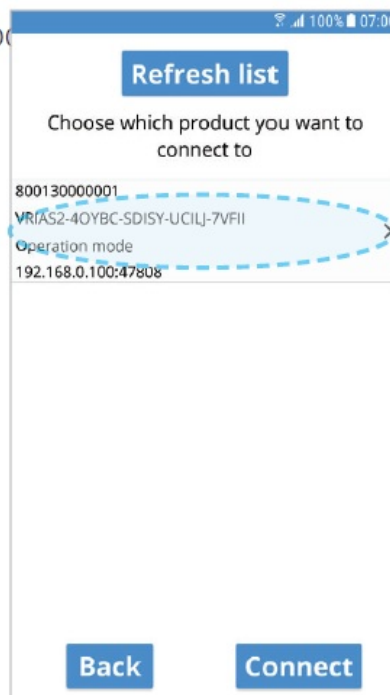 100% 07:00
Refresh list
Choose which product you want to
connect to
800130000001
VRIAS2-4OYBC-SDISY-UCILJ-7VFII
Operation mode
192.168.0.100:47808
Back
Connect